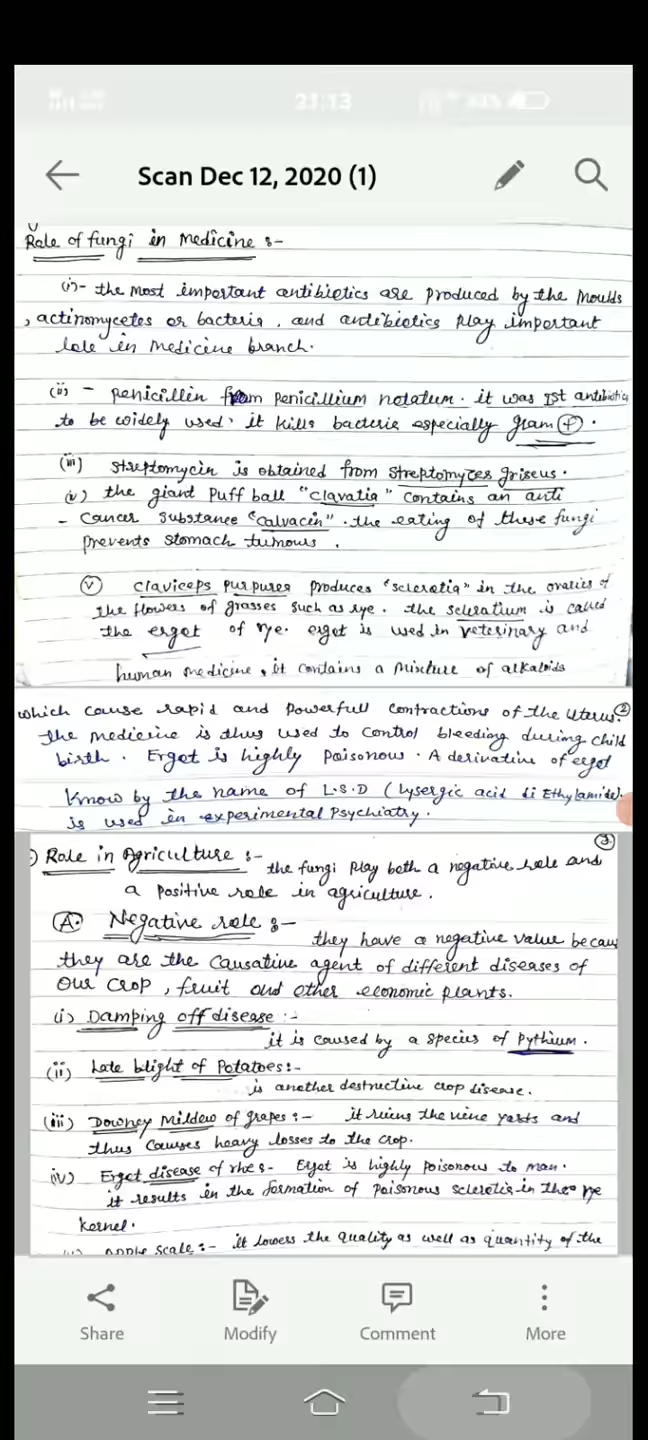 21:13
Scan Dec 12, 2020 (1)
Role of fungi in medicine :-
(i)- the most important antibiotics are produced by the moulds
, actinomycetes or bacteria, and antibiotics play important
lole in medicine branch.
(ii) - penicillin from penicillium notatum. it was 1st antibiotics
to be widely used, it kills bacteria especially gram (+).
(iii) streptomycin is obtained from streptomyces griseus.
(iv) the giant Puff ball "clavatia" contains an anti
- cancer substance "calvacin". the eating of these fungi
prevents stomach tumours.
(v) claviceps purpures produces "scleratia" in the ovaries of
the flowers of grasses such as rye. the scleratium is called
the ergot of rye. ergot is used in veterinary and
human medicine, it contains a mixture of alkaloids
which cause rapid and powerfull contractions of the uterus. (2)
the medicine is thus used to control bleeding during child
birth. Ergot is highly Poisonous. A derivative of ergot
know by the name of L.S.D (lysergic acid di Ethylamide).
is used in experimental Psychiatry.
(3)
) Role in Agriculture :- the fungi play both a negative role and
a positive role in agriculture.
(A) Negative role :-
they have a negative value becau
they are the causative agent of different diseases of
our crop, fruit and other economic plants.
(i) Damping off disease :-
it is caused by a species of pythium.
(ii) Late blight of Potatoes:-
is another destructive crop disease.
(iii) Downey mildew of grapes :- it ruins the vine yards and
thus causes heavy losses to the crop.
iv) Ergot disease of rhe :- Ergot is highly poisonous to man.
it results in the formation of poisonous scleretia in the rye
kernel.
Apple scale :- it lowers the quality as well as quantity of the
Share
Modify
Comment
More